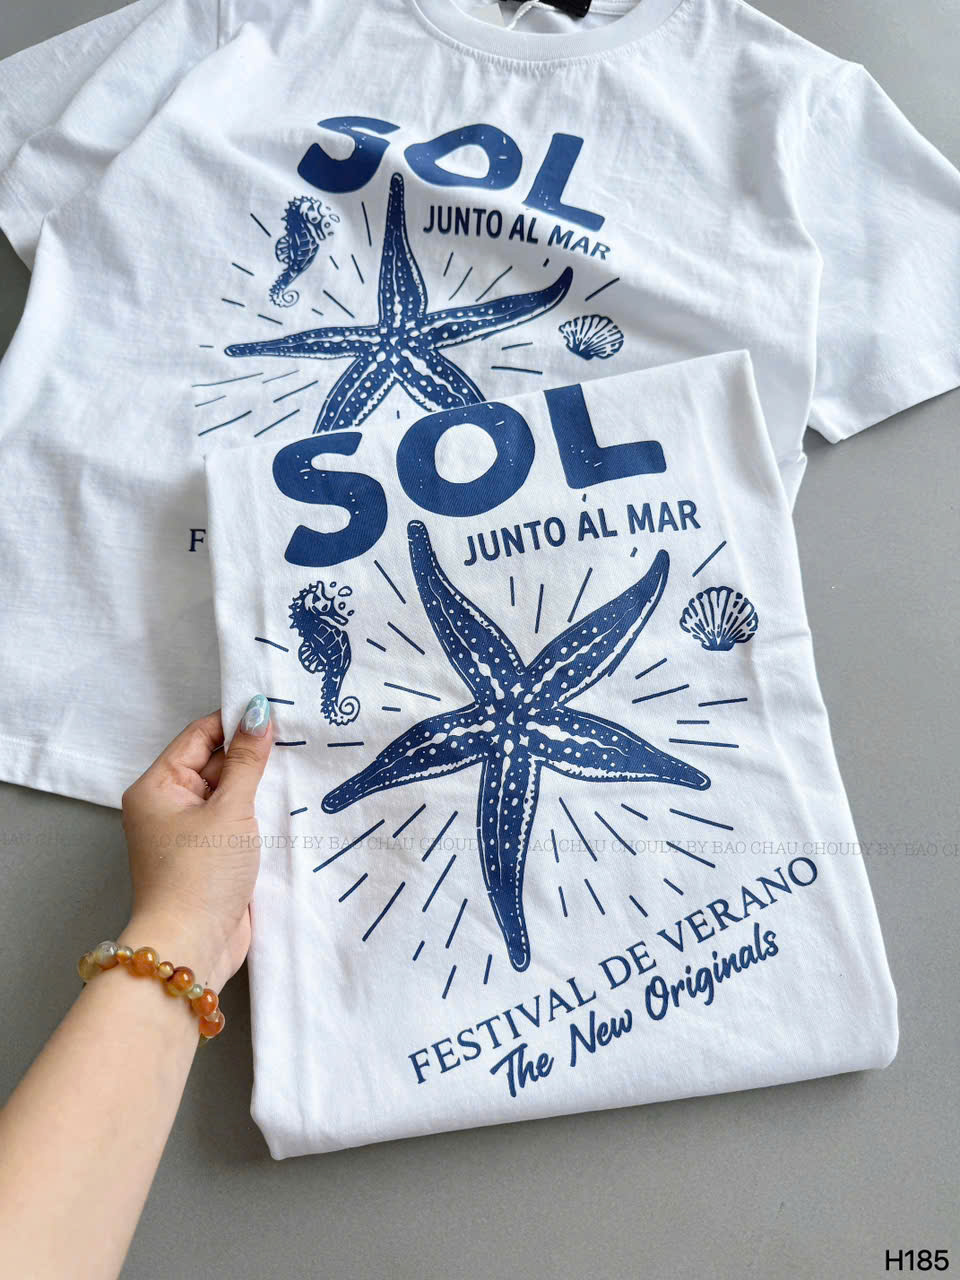 SOL
JUNTO AL MAR
F
SOL
JUNTO AL MAR
FESTIVAL DE VERANO
The New Originals
BAO CHAU CHOUDY BY BAO CHAU CHOUDY BY BAO CHAU CHOUDY BY BAO CH
H185